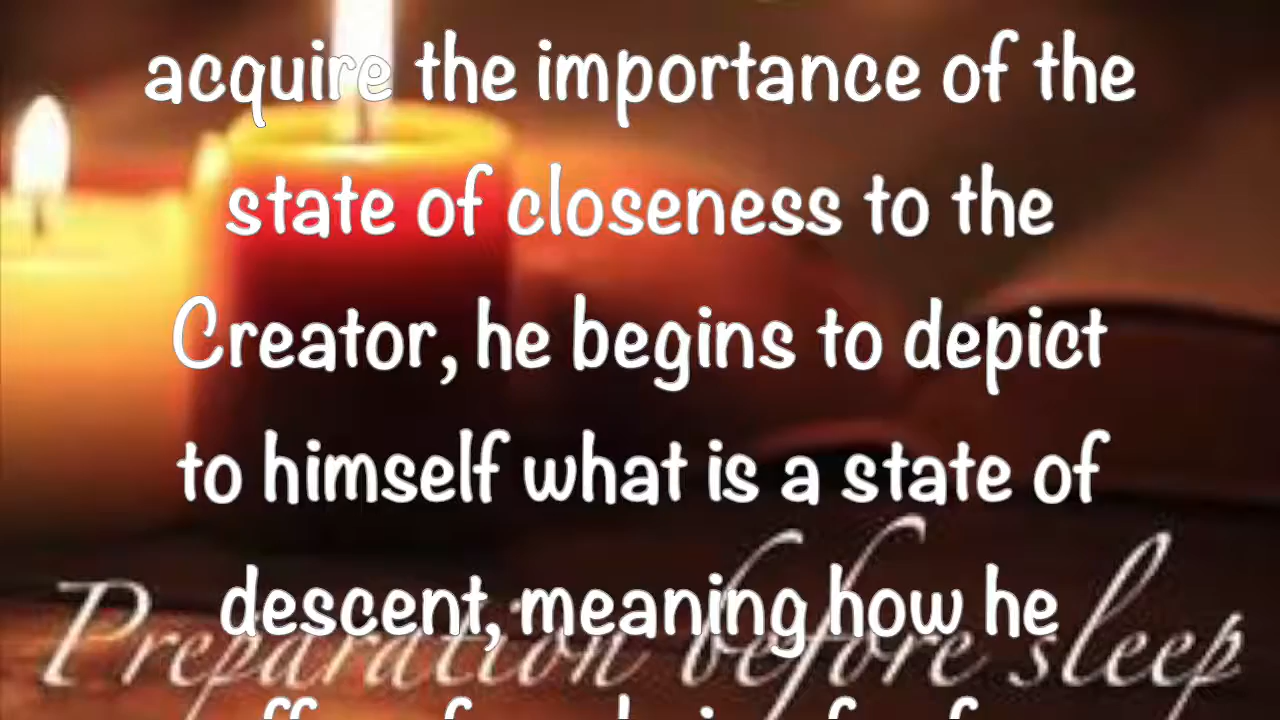 acquire the importance of the
state of closeness to the
Creator, he begins to depict
to himself what is a state of
descent, meaning how he
Preparation before sleep